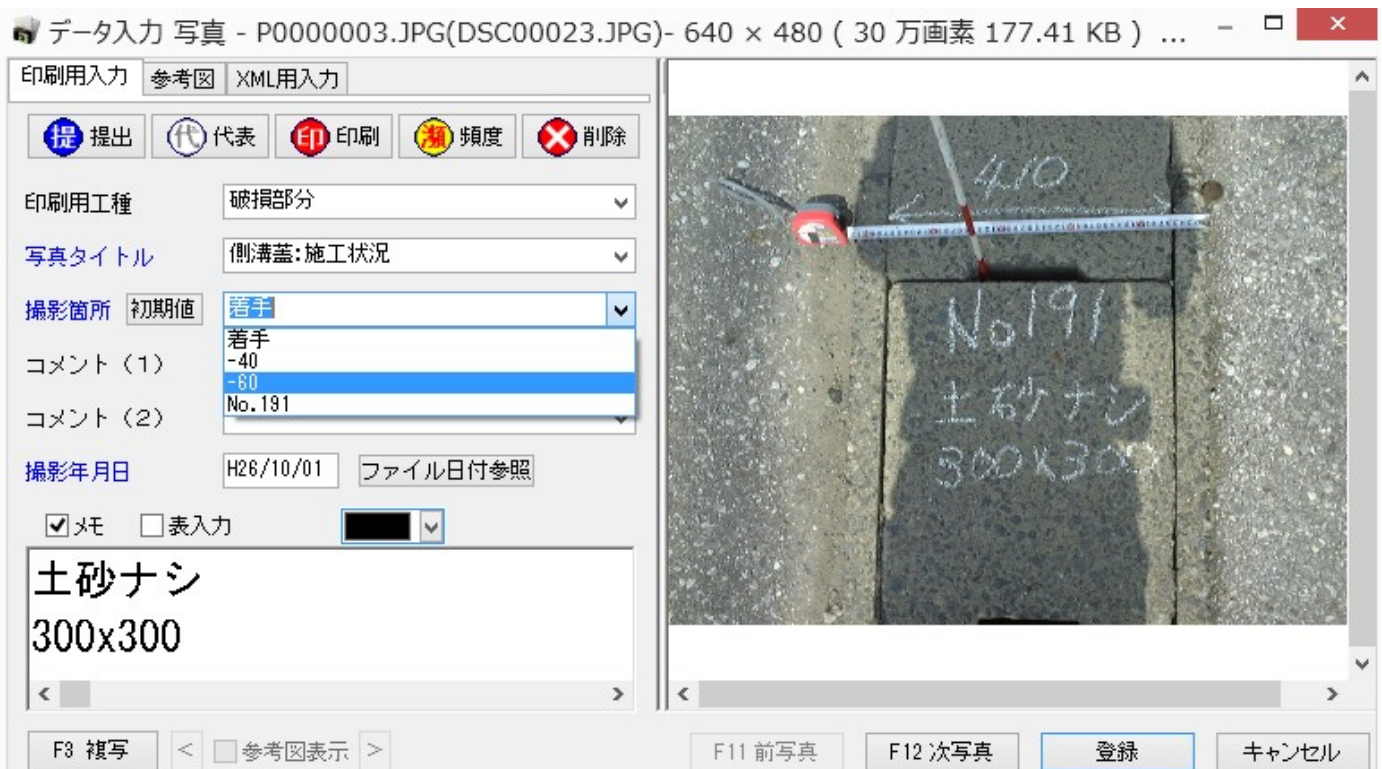 データ入力 写真 - P0000003.JPG(DSC00023.JPG)- 640 × 480 ( 30 万画素 177.41 KB ) ...
印刷用入力 参考図 XML用入力
提 提出 代 代表 印 印刷 瀕 頻度 削除
印刷用工種 破損部分
写真タイトル 側溝蓋:施工状況
撮影箇所 初期値 着手
着手
コメント（1） -40
-60
No.191
コメント（2）
撮影年月日 H26/10/01 ファイル日付参照
メモ 表入力
土砂ナシ
300x300
F3 複写 < 参考図表示 >
410
No191
土砂ナシ
300x300
F11 前写真 F12 次写真 登録 キャンセル